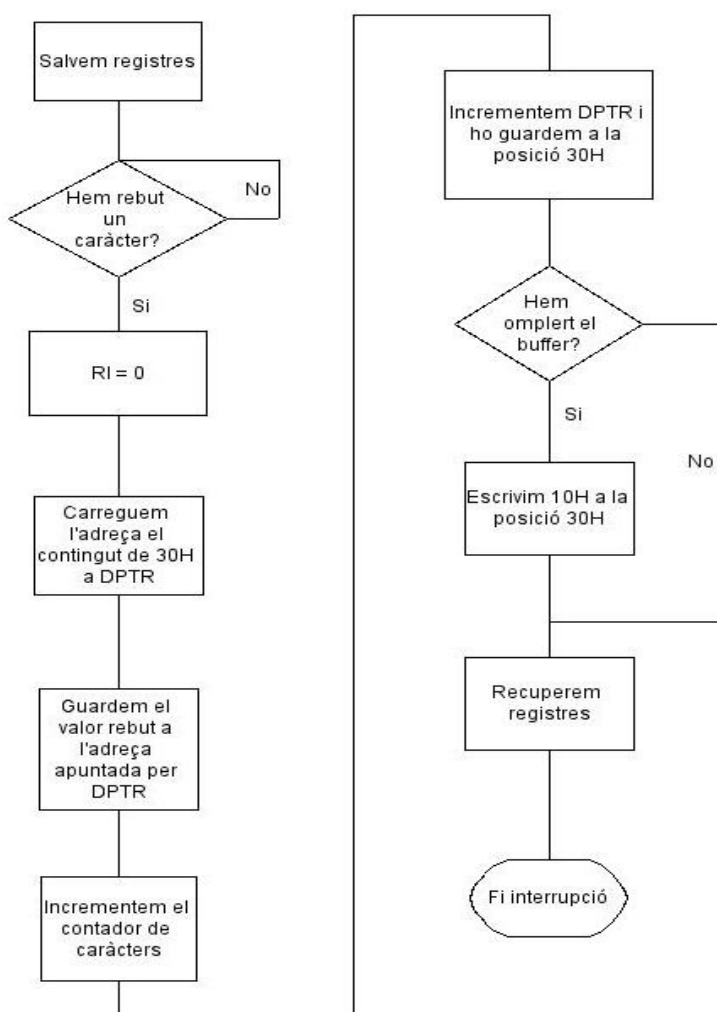 Salvem registres
Hem rebut
un
caràcter?
No
Si
RI = 0
Carreguem
l'adreça el
contingut de 30H
a DPTR
Guardem el
valor rebut a
l'adreça
apuntada per
DPTR
Incrementem el
contador de
caràcters
Incrementem DPTR i
ho guardem a la
posició 30H
Hem
omplert el
buffer?
Si
No
Escrivim 10H a la
posició 30H
Recuperem
registres
Fi interrupció